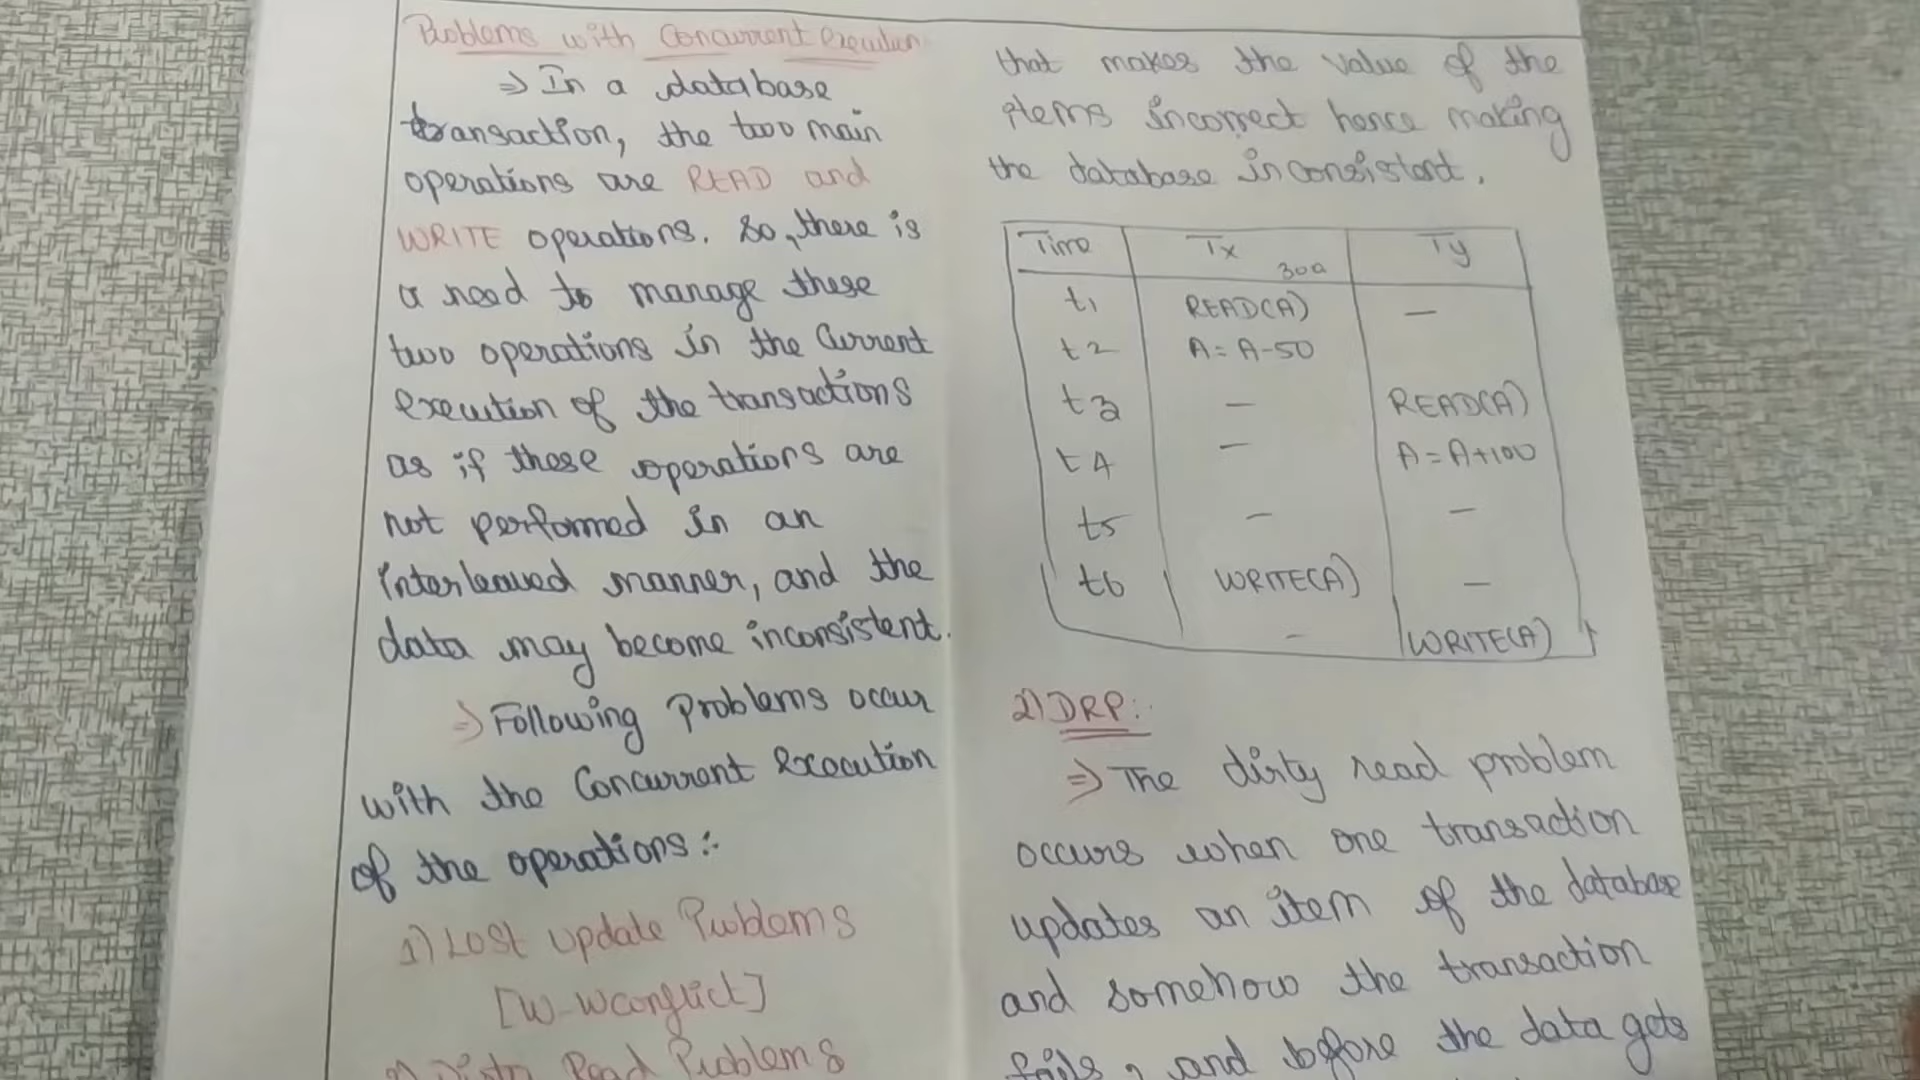 Problems with Concurrent Execution
⇒ In a database
transaction, the two main
operations are READ and
WRITE operations. So, there is
a need to manage these
two operations in the Current
execution of the transactions
as if these operations are
not performed in an
interleaved manner, and the
data may become inconsistent.
⇒ Following Problems occur
with the Concurrent Execution
of the operations :-
1) Lost update Problems
[W-W conflict]
2) Dirty Read Problems
that makes the value of the
items incorrect hence making
the database inconsistent.
Time Tx Ty
300
t1 READ(A) —
t2 A = A-50
t3 — READ(A)
t4 — A = A+100
t5 — —
t6 WRITE(A) —
— WRITE(A)
2) DRP:-
⇒ The dirty read problem
occurs when one transaction
updates an item of the database
and somehow the transaction
fails, and before the data gets